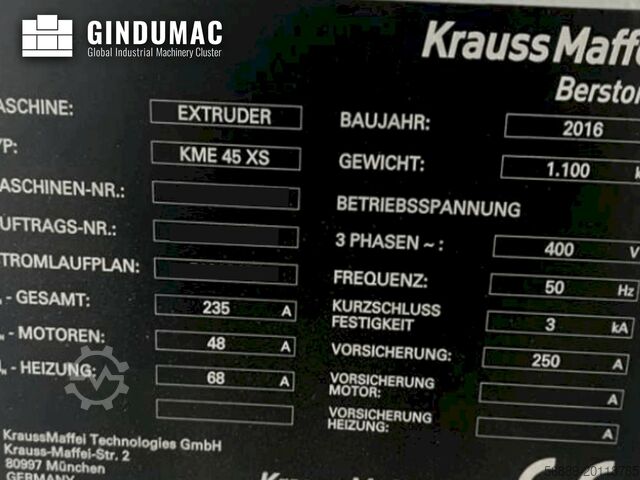 GINDUMAC
Global Industrial Machinery Cluster
KraussMaffe
Berstor
ASCHINE: EXTRUDER
YP: KME 45 XS
ASCHINEN-NR.:
UFTRAGS-NR.:
TROMLAUFPLAN:
- GESAMT: 235 A
- MOTOREN: 48 A
- HEIZUNG: 68 A
BAUJAHR: 2016
GEWICHT: 1.100 k
BETRIEBSSPANNUNG
3 PHASEN ~: 400 V
FREQUENZ: 50 Hz
KURZSCHLUSS
FESTIGKEIT 3 kA
VORSICHERUNG: 250 A
VORSICHERUNG
MOTOR: A
VORSICHERUNG
HEIZUNG: A
KraussMaffei Technologies GmbH
Krauss-Maffei-Str. 2
80997 München
GERMANY